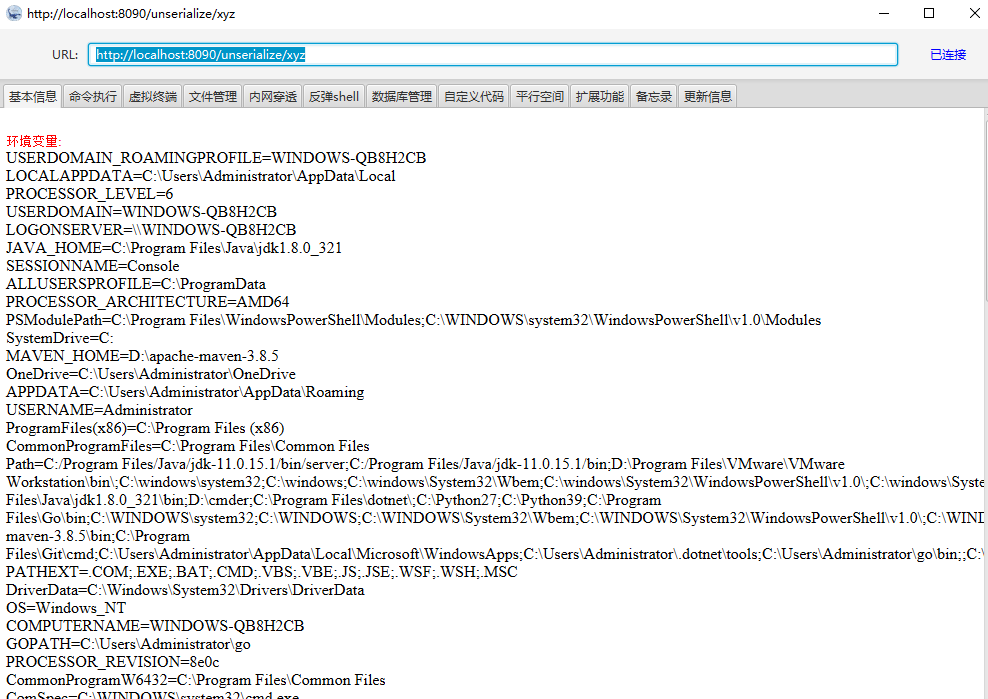 http://localhost:8090/unserialize/xyz
URL: http://localhost:8090/unserialize/xyz 已连接
基本信息 命令执行 虚拟终端 文件管理 内网穿透 反弹shell 数据库管理 自定义代码 平行空间 扩展功能 备忘录 更新信息
环境变量:
USERDOMAIN_ROAMINGPROFILE=WINDOWS-QB8H2CB
LOCALAPPDATA=C:\Users\Administrator\AppData\Local
PROCESSOR_LEVEL=6
USERDOMAIN=WINDOWS-QB8H2CB
LOGONSERVER=\\WINDOWS-QB8H2CB
JAVA_HOME=C:\Program Files\Java\jdk1.8.0_321
SESSIONNAME=Console
ALLUSERSPROFILE=C:\ProgramData
PROCESSOR_ARCHITECTURE=AMD64
PSModulePath=C:\Program Files\WindowsPowerShell\Modules;C:\WINDOWS\system32\WindowsPowerShell\v1.0\Modules
SystemDrive=C:
MAVEN_HOME=D:\apache-maven-3.8.5
OneDrive=C:\Users\Administrator\OneDrive
APPDATA=C:\Users\Administrator\AppData\Roaming
USERNAME=Administrator
ProgramFiles(x86)=C:\Program Files (x86)
CommonProgramFiles=C:\Program Files\Common Files
Path=C:/Program Files/Java/jdk-11.0.15.1/bin/server;C:/Program Files/Java/jdk-11.0.15.1/bin;D:\Program Files\VMware\VMware
Workstation\bin\;C:\windows\system32;C:\windows;C:\windows\System32\Wbem;C:\windows\System32\WindowsPowerShell\v1.0\;C:\windows\Syste
Files\Java\jdk1.8.0_321\bin;D:\cmder;C:\Program Files\dotnet\;C:\Python27;C:\Python39;C:\Program
Files\Go\bin;C:\WINDOWS\system32;C:\WINDOWS;C:\WINDOWS\System32\Wbem;C:\WINDOWS\System32\WindowsPowerShell\v1.0\;C:\WIND
maven-3.8.5\bin;C:\Program
Files\Git\cmd;C:\Users\Administrator\AppData\Local\Microsoft\WindowsApps;C:\Users\Administrator\.dotnet\tools;C:\Users\Administrator\go\bin;;C:\
PATHEXT=.COM;.EXE;.BAT;.CMD;.VBS;.VBE;.JS;.JSE;.WSF;.WSH;.MSC
DriverData=C:\Windows\System32\Drivers\DriverData
OS=Windows_NT
COMPUTERNAME=WINDOWS-QB8H2CB
GOPATH=C:\Users\Administrator\go
PROCESSOR_REVISION=8e0c
CommonProgramW6432=C:\Program Files\Common Files
ComSpec=C:\WINDOWS\system32\cmd.exe